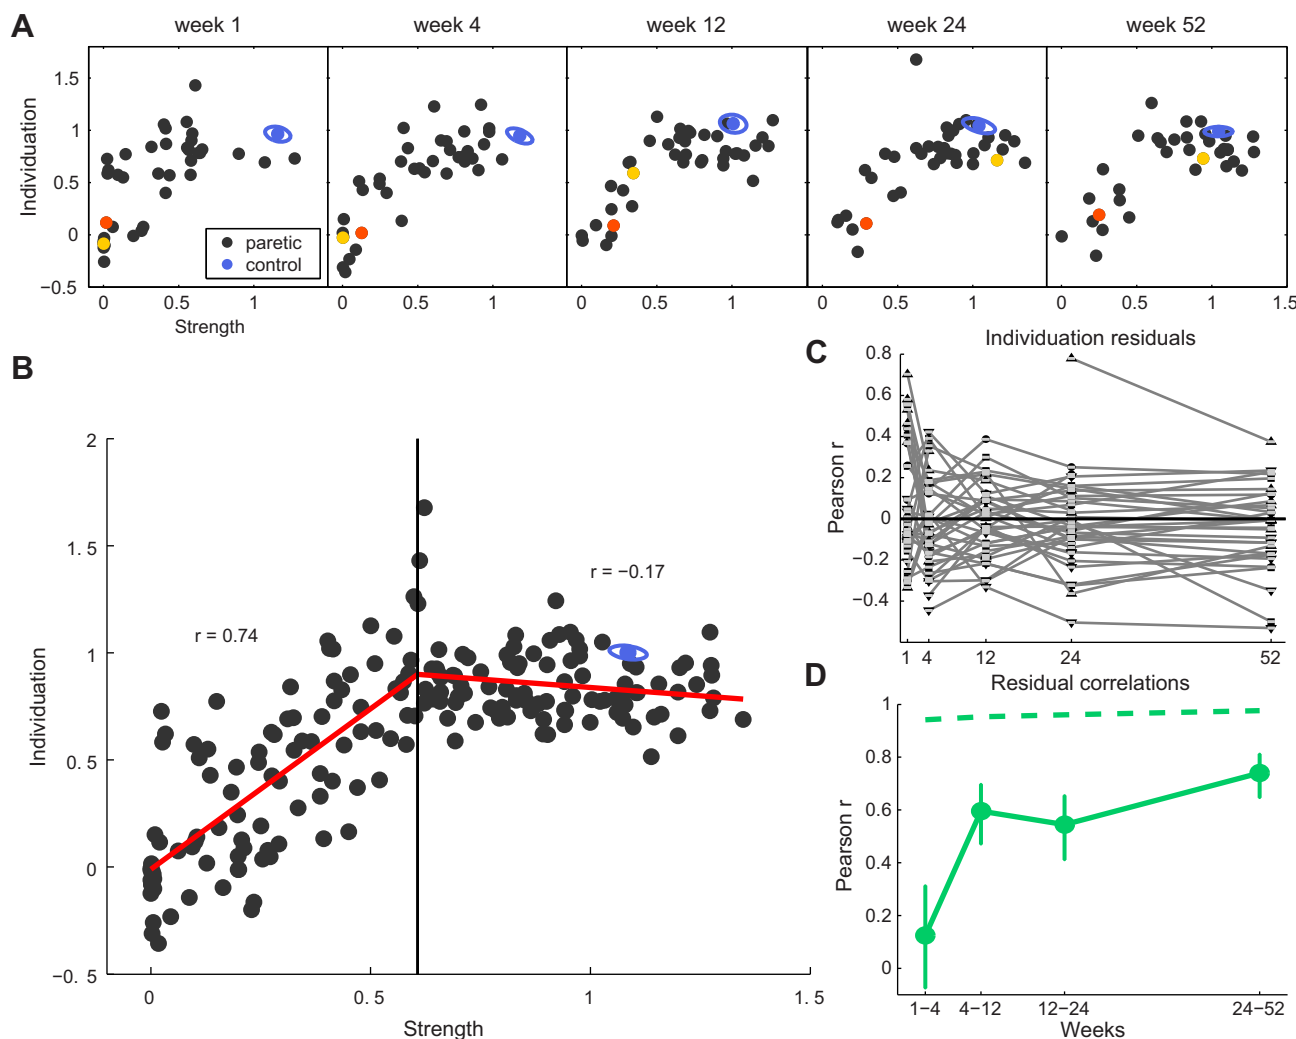 A
week 1
week 4
week 12
week 24
week 52
Individuation
1.5
1
0.5
0
−0.5
paretic
control
0
0.5
1
0
0.5
1
0
0.5
1
0
0.5
1
0
0.5
1
1.5
Strength
B
2
1.5
1
0.5
0
−0. 5
Individuation
r = 0.74
r = −0.17
0
0.5
1
1. 5
Strength
C
Individuation residuals
0.8
0.6
0.4
0.2
0
−0.2
−0.4
Pearson r
1
4
12
24
52
D
Residual correlations
1
0.8
0.6
0.4
0.2
0
Pearson r
1−4
4−12
12−24
24−52
Weeks